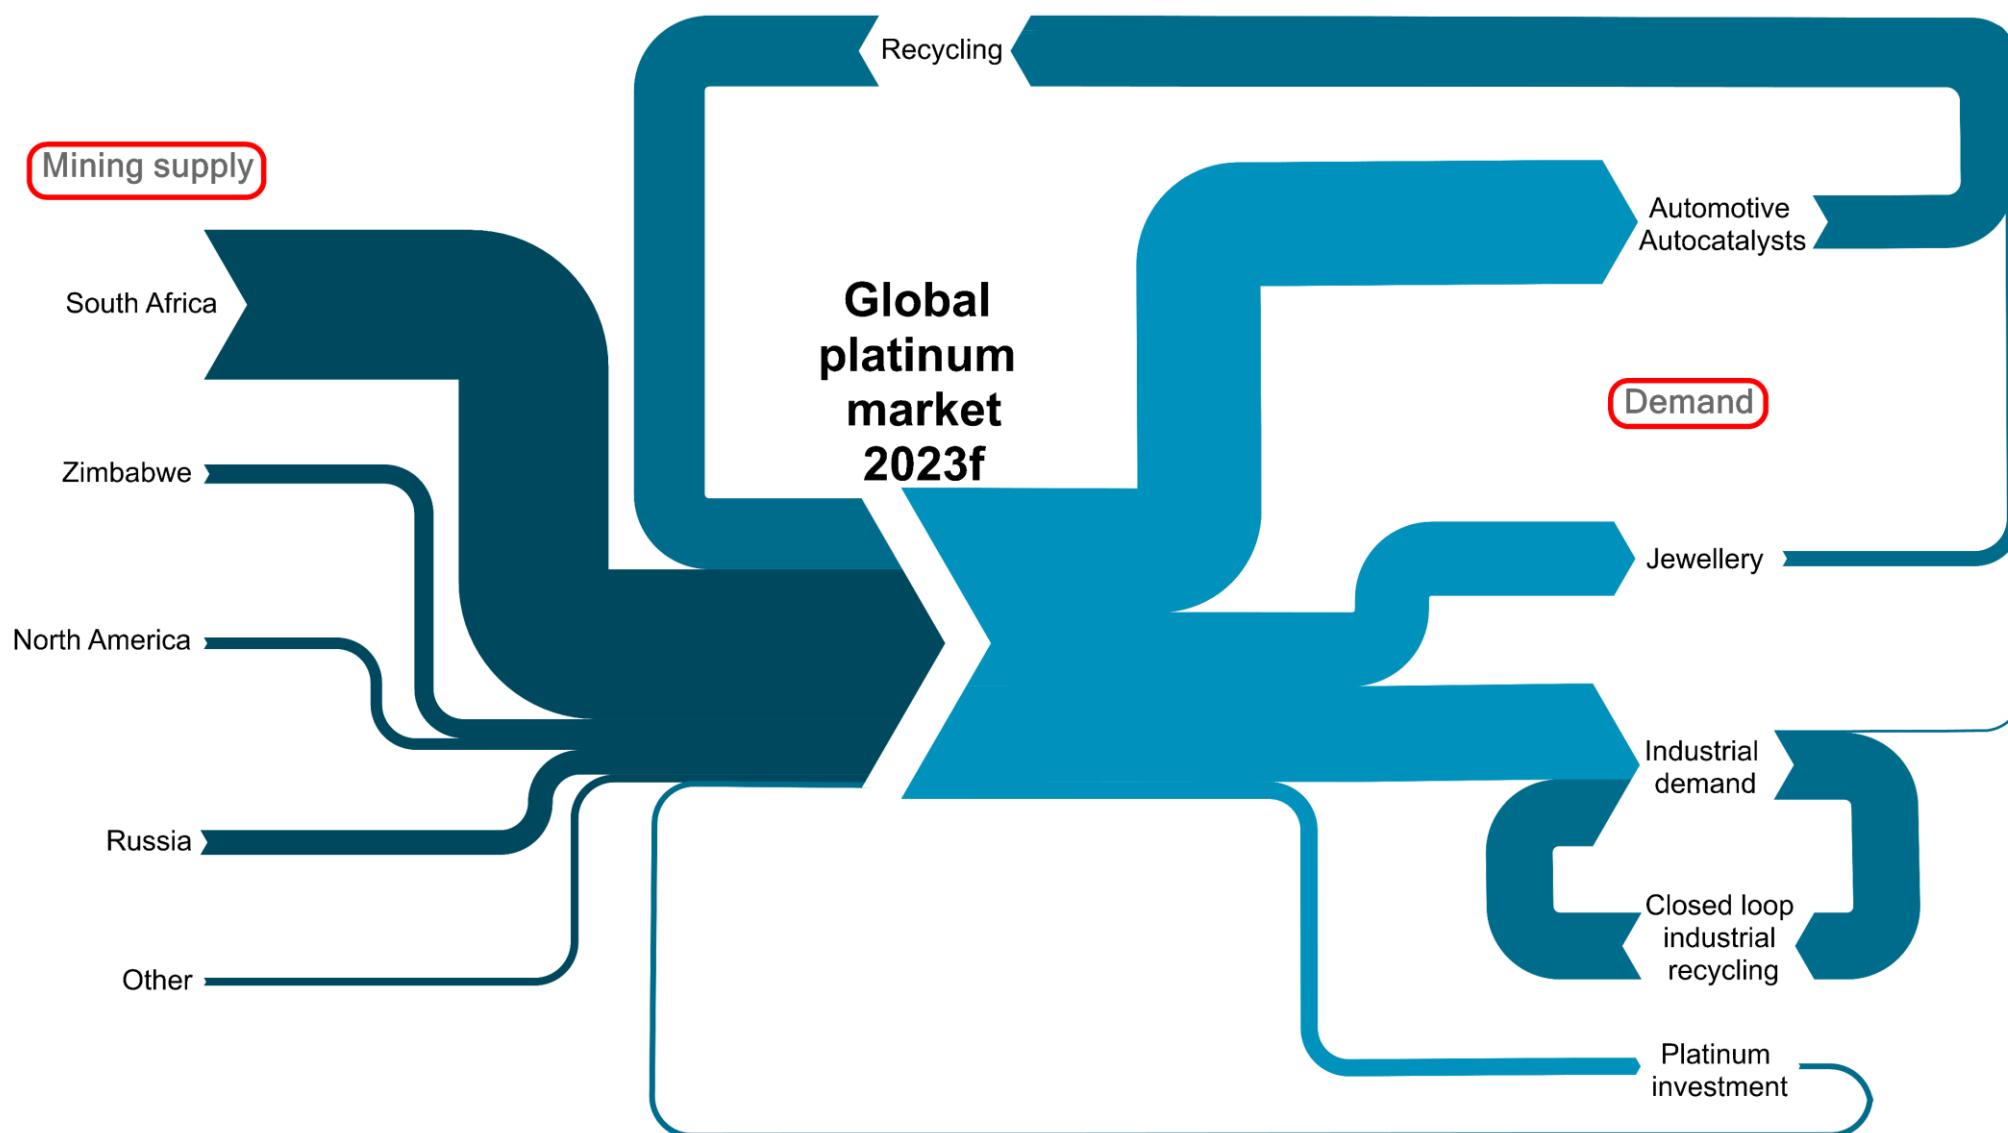 Recycling
Mining supply
Automotive
Autocatalysts
South Africa
Global
platinum
market
2023f
Demand
Zimbabwe
Jewellery
North America
Industrial
demand
Russia
Closed loop
industrial
recycling
Other
Platinum
investment